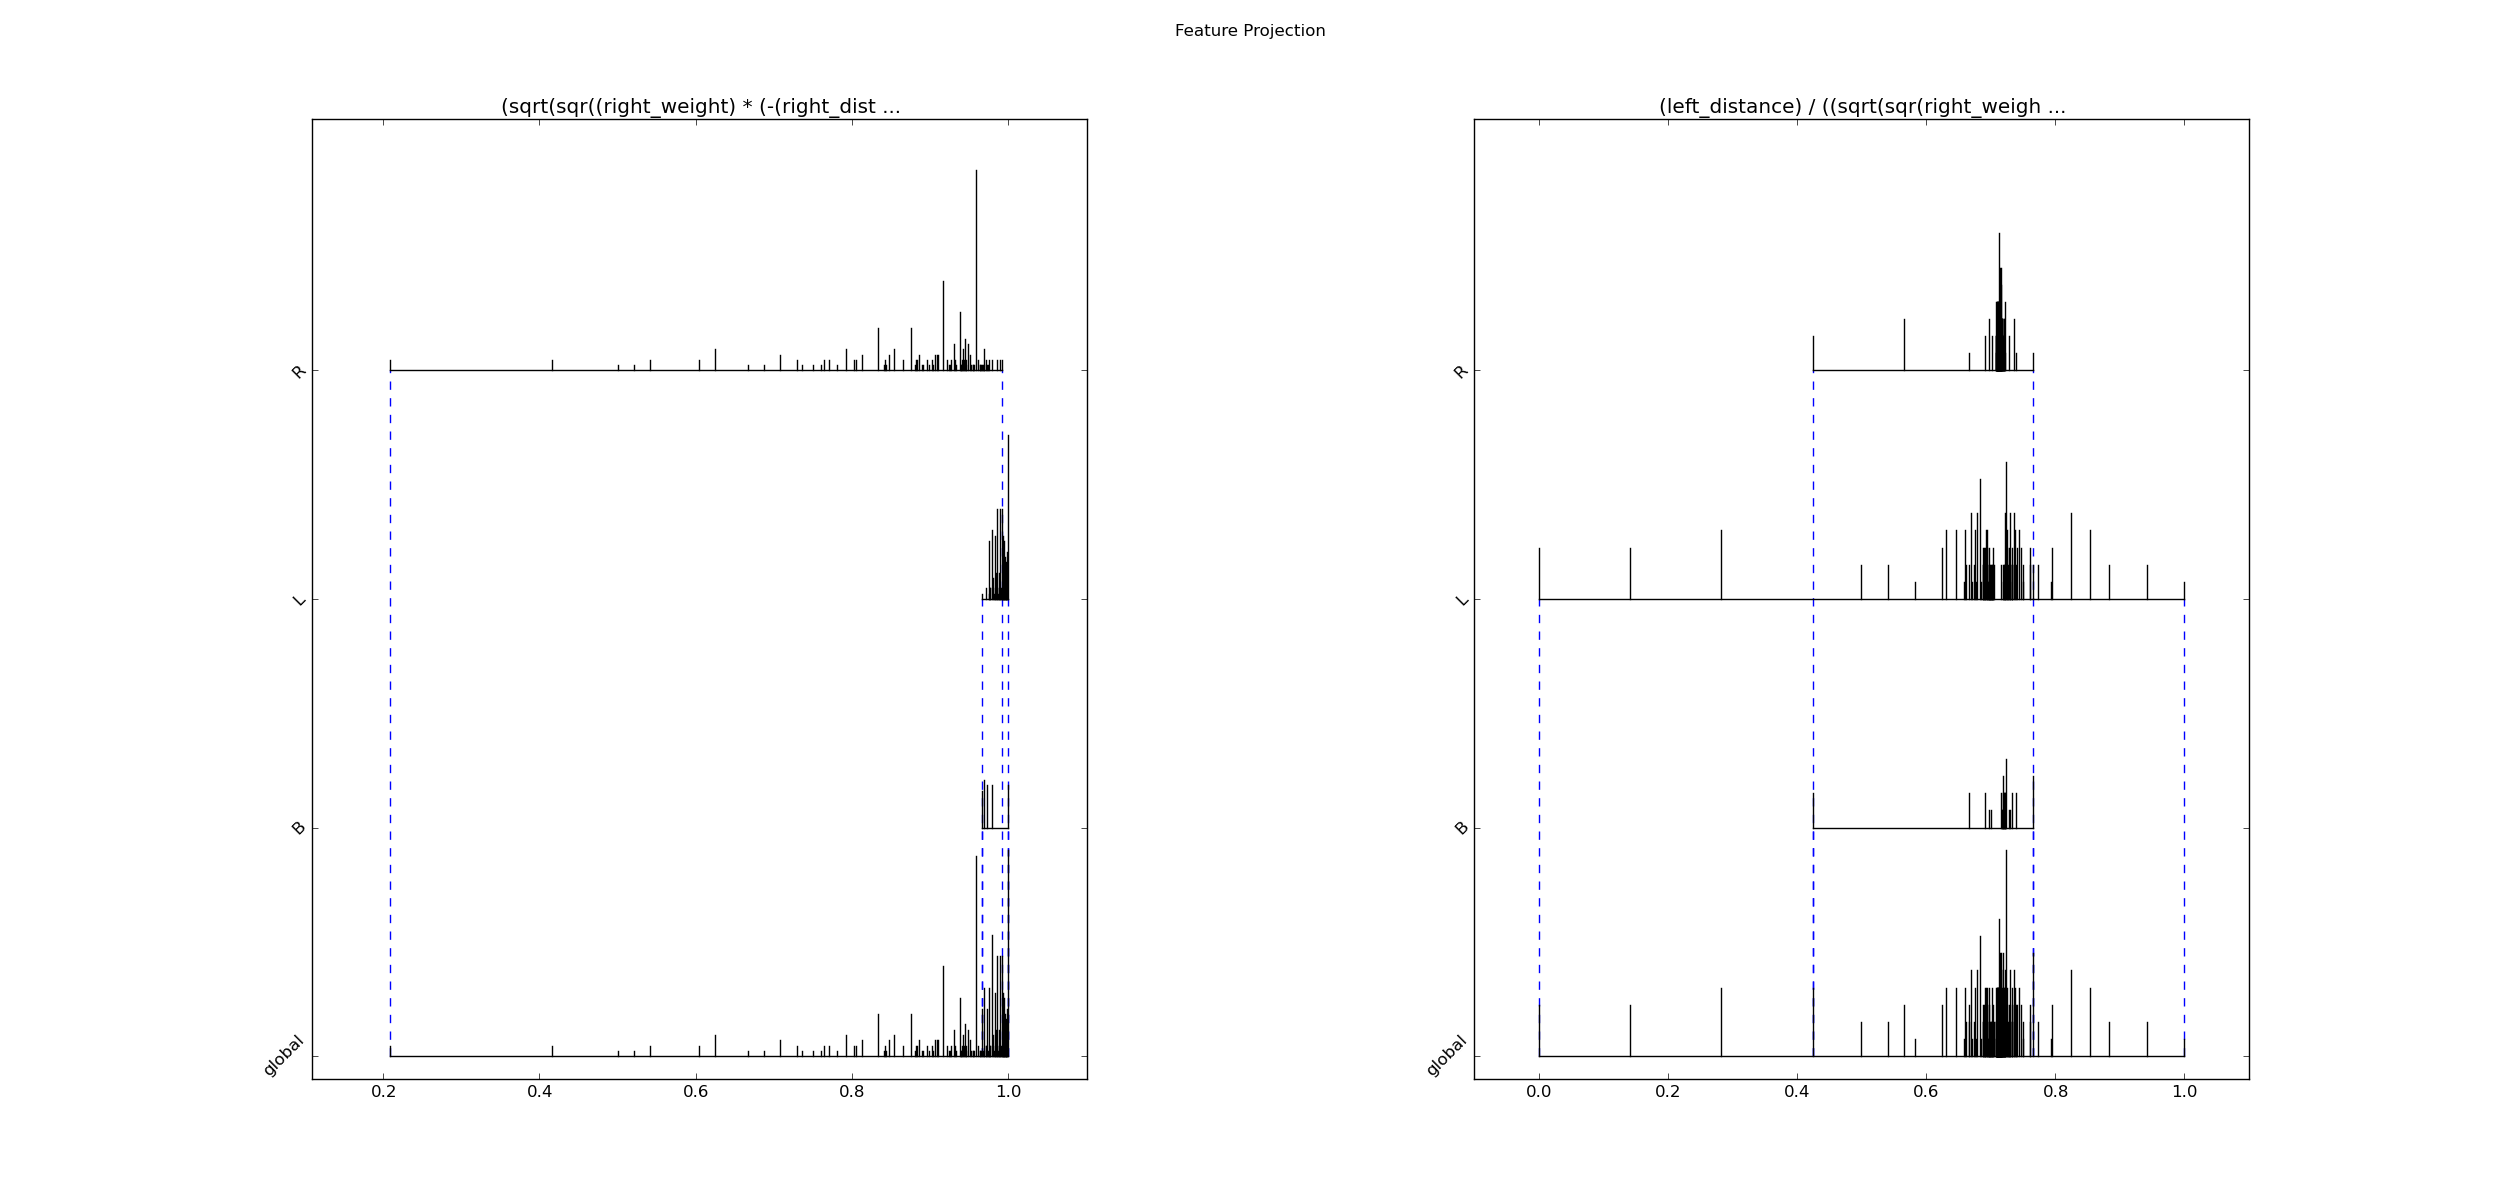 Feature Projection
(sqrt(sqr((right_weight) * (-(right_dist ...
R
L
B
global
0.2 0.4 0.6 0.8 1.0
(left_distance) / ((sqrt(sqr(right_weigh ...
R
L
B
global
0.0 0.2 0.4 0.6 0.8 1.0